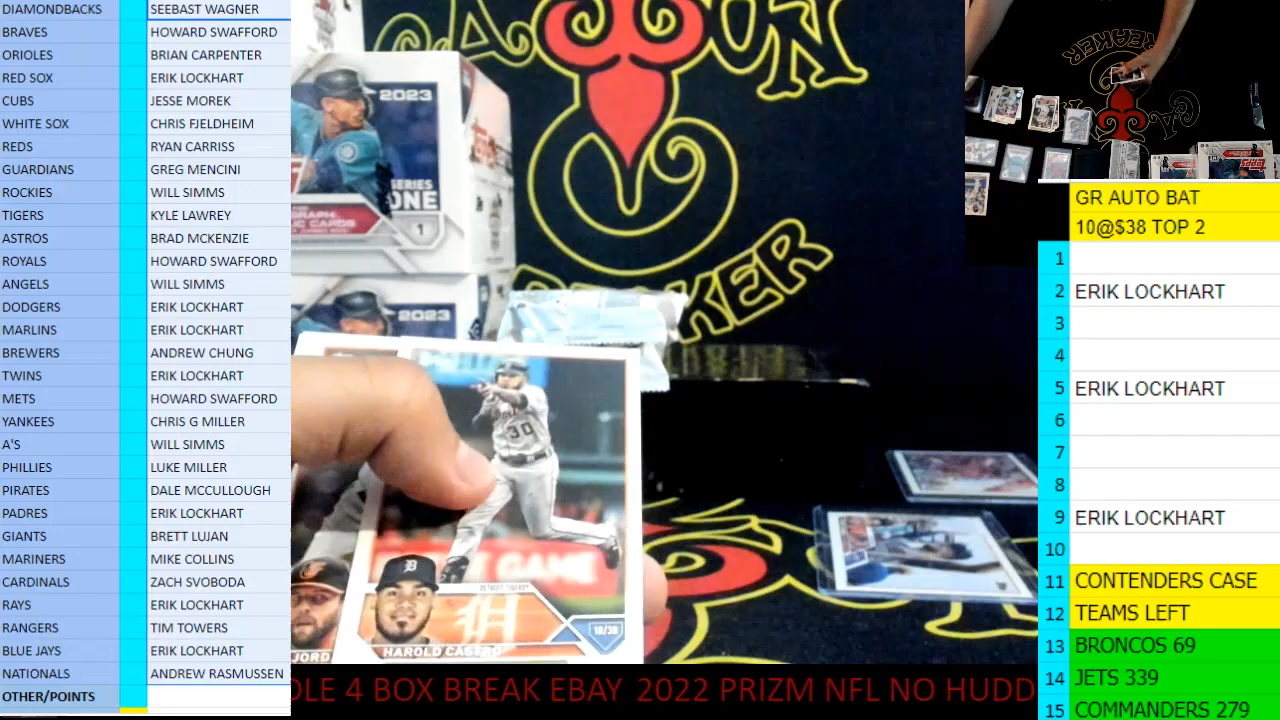 DIAMONDBACKS SEEBAST WAGNER
BRAVES HOWARD SWAFFORD
ORIOLES BRIAN CARPENTER
RED SOX ERIK LOCKHART
CUBS JESSE MOREK
WHITE SOX CHRIS FJELDHEIM
REDS RYAN CARRISS
GUARDIANS GREG MENCINI
ROCKIES WILL SIMMS
TIGERS KYLE LAWREY
ASTROS BRAD MCKENZIE
ROYALS HOWARD SWAFFORD
ANGELS WILL SIMMS
DODGERS ERIK LOCKHART
MARLINS ERIK LOCKHART
BREWERS ANDREW CHUNG
TWINS ERIK LOCKHART
METS HOWARD SWAFFORD
YANKEES CHRIS G MILLER
A'S WILL SIMMS
PHILLIES LUKE MILLER
PIRATES DALE MCCULLOUGH
PADRES ERIK LOCKHART
GIANTS BRETT LUJAN
MARINERS MIKE COLLINS
CARDINALS ZACH SVOBODA
RAYS ERIK LOCKHART
RANGERS TIM TOWERS
BLUE JAYS ERIK LOCKHART
NATIONALS ANDREW RASMUSSEN
OTHER/POINTS
2023
SERIES
ONE
1
2023
30
GAME
DETROIT TIGERS
HAROLD CASTRO
GR AUTO BAT
10@$38 TOP 2
1
2 ERIK LOCKHART
3
4
5 ERIK LOCKHART
6
7
8
9 ERIK LOCKHART
10
11 CONTENDERS CASE
12 TEAMS LEFT
13 BRONCOS 69
14 JETS 339
15 COMMANDERS 279
DLE 4 BOX BREAK EBAY 2022 PRIZM NFL NO HUDD